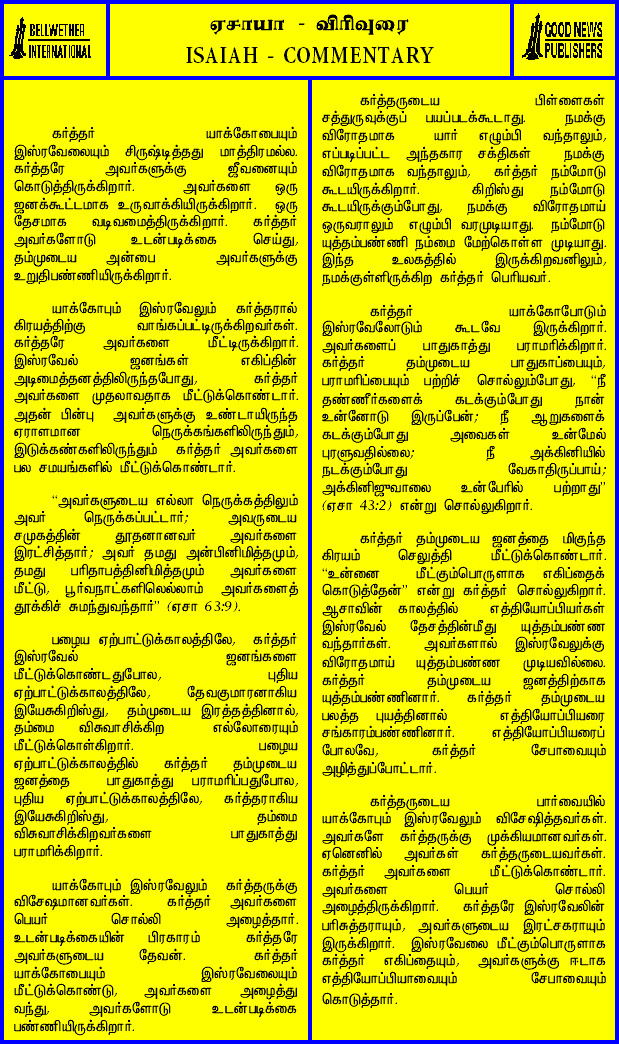 BELLWETHER
INTERNATIONAL
ஏசாயா - விரிவுரை
ISAIAH - COMMENTARY
GOOD NEWS
PUBLISHERS
கர்த்தர் யாக்கோபையும்
இஸ்ரவேலையும் சிருஷ்டித்தது மாத்திரமல்ல.
கர்த்தரே அவர்களுக்கு ஜீவனையும்
கொடுத்திருக்கிறார். அவர்களை ஒரு
ஜனக்கூட்டமாக உருவாக்கியிருக்கிறார். ஒரு
தேசமாக வடிவமைத்திருக்கிறார். கர்த்தர்
அவர்களோடு உடன்படிக்கை செய்து,
தம்முடைய அன்பை அவர்களுக்கு
உறுதிபண்ணியிருக்கிறார்.
யாக்கோபும் இஸ்ரவேலும் கர்த்தரால்
கிரயத்திற்கு வாங்கப்பட்டிருக்கிறவர்கள்.
கர்த்தரே அவர்களை மீட்டிருக்கிறார்.
இஸ்ரவேல் ஜனங்கள் எகிப்தின்
அடிமைத்தனத்திலிருந்தபோது, கர்த்தர்
அவர்களை முதலாவதாக மீட்டுக்கொண்டார்.
அதன் பின்பு அவர்களுக்கு உண்டாயிருந்த
ஏராளமான நெருக்கங்களிலிருந்தும்,
இடுக்கண்களிலிருந்தும் கர்த்தர் அவர்களை
பல சமயங்களில் மீட்டுக்கொண்டார்.
“அவர்களுடைய எல்லா நெருக்கத்திலும்
அவர் நெருக்கப்பட்டார்; அவருடைய
சமுகத்தின் தூதனானவர் அவர்களை
இரட்சித்தார்; அவர் தமது அன்பினிமித்தமும்,
தமது பரிதாபத்தினிமித்தமும் அவர்களை
மீட்டு, பூர்வநாட்களிலெல்லாம் அவர்களைத்
தூக்கிச் சுமந்துவந்தார்” (ஏசா 63:9).
பழைய ஏற்பாட்டுக்காலத்திலே, கர்த்தர்
இஸ்ரவேல் ஜனங்களை
மீட்டுக்கொண்டதுபோல, புதிய
ஏற்பாட்டுக்காலத்திலே, தேவகுமாரனாகிய
இயேசுகிறிஸ்து, தம்முடைய இரத்தத்தினால்,
தம்மை விசுவாசிக்கிற எல்லோரையும்
மீட்டுக்கொள்கிறார். பழைய
ஏற்பாட்டுக்காலத்தில் கர்த்தர் தம்முடைய
ஜனத்தை பாதுகாத்து பராமரிப்பதுபோல,
புதிய ஏற்பாட்டுக்காலத்திலே, கர்த்தராகிய
இயேசுகிறிஸ்து, தம்மை
விசுவாசிக்கிறவர்களை பாதுகாத்து
பராமரிக்கிறார்.
யாக்கோபும் இஸ்ரவேலும் கர்த்தருக்கு
விசேஷமானவர்கள். கர்த்தர் அவர்களை
பெயர் சொல்லி அழைத்தார்.
உடன்படிக்கையின் பிரகாரம் கர்த்தரே
அவர்களுடைய தேவன். கர்த்தர்
யாக்கோபையும் இஸ்ரவேலையும்
மீட்டுக்கொண்டு, அவர்களை அழைத்து
வந்து, அவர்களோடு உடன்படிக்கை
பண்ணியிருக்கிறார்.
கர்த்தருடைய பிள்ளைகள்
சத்துருவுக்குப் பயப்படக்கூடாது. நமக்கு
விரோதமாக யார் எழும்பி வந்தாலும்,
எப்படிப்பட்ட அந்தகார சக்திகள் நமக்கு
விரோதமாக வந்தாலும், கர்த்தர் நம்மோடு
கூடயிருக்கிறார். கிறிஸ்து நம்மோடு
கூடயிருக்கும்போது, நமக்கு விரோதமாய்
ஒருவராலும் எழும்பி வரமுடியாது. நம்மோடு
யுத்தம்பண்ணி நம்மை மேற்கொள்ள முடியாது.
இந்த உலகத்தில் இருக்கிறவனிலும்,
நமக்குள்ளிருக்கிற கர்த்தர் பெரியவர்.
கர்த்தர் யாக்கோபோடும்
இஸ்ரவேலோடும் கூடவே இருக்கிறார்.
அவர்களைப் பாதுகாத்து பராமரிக்கிறார்.
கர்த்தர் தம்முடைய பாதுகாப்பையும்,
பராமரிப்பையும் பற்றிச் சொல்லும்போது, “நீ
தண்ணீர்களைக் கடக்கும்போது நான்
உன்னோடு இருப்பேன்; நீ ஆறுகளைக்
கடக்கும்போது அவைகள் உன்மேல்
புரளுவதில்லை; நீ அக்கினியில்
நடக்கும்போது வேகாதிருப்பாய்;
அக்கினிஜுவாலை உன்பேரில் பற்றாது”
(ஏசா 43:2) என்று சொல்லுகிறார்.
கர்த்தர் தம்முடைய ஜனத்தை மிகுந்த
கிரயம் செலுத்தி மீட்டுக்கொண்டார்.
“உன்னை மீட்கும்பொருளாக எகிப்தைக்
கொடுத்தேன்” என்று கர்த்தர் சொல்லுகிறார்.
ஆசாவின் காலத்தில் எத்தியோப்பியர்கள்
இஸ்ரவேல் தேசத்தின்மீது யுத்தம்பண்ண
வந்தார்கள். அவர்களால் இஸ்ரவேலுக்கு
விரோதமாய் யுத்தம்பண்ண முடியவில்லை.
கர்த்தர் தம்முடைய ஜனத்திற்காக
யுத்தம்பண்ணினார். கர்த்தர் தம்முடைய
பலத்த புயத்தினால் எத்தியோப்பியரை
சங்காரம்பண்ணினார். எத்தியோப்பியரைப்
போலவே, கர்த்தர் சேபாவையும்
அழித்துப்போட்டார்.
கர்த்தருடைய பார்வையில்
யாக்கோபும் இஸ்ரவேலும் விசேஷித்தவர்கள்.
அவர்களே கர்த்தருக்கு முக்கியமானவர்கள்.
ஏனெனில் அவர்கள் கர்த்தருடையவர்கள்.
கர்த்தர் அவர்களை மீட்டுக்கொண்டார்.
அவர்களை பெயர் சொல்லி
அழைத்திருக்கிறார். கர்த்தரே இஸ்ரவேலின்
பரிசுத்தராயும், அவர்களுடைய இரட்சகராயும்
இருக்கிறார். இஸ்ரவேலை மீட்கும்பொருளாக
கர்த்தர் எகிப்தையும், அவர்களுக்கு ஈடாக
எத்தியோப்பியாவையும் சேபாவையும்
கொடுத்தார்.